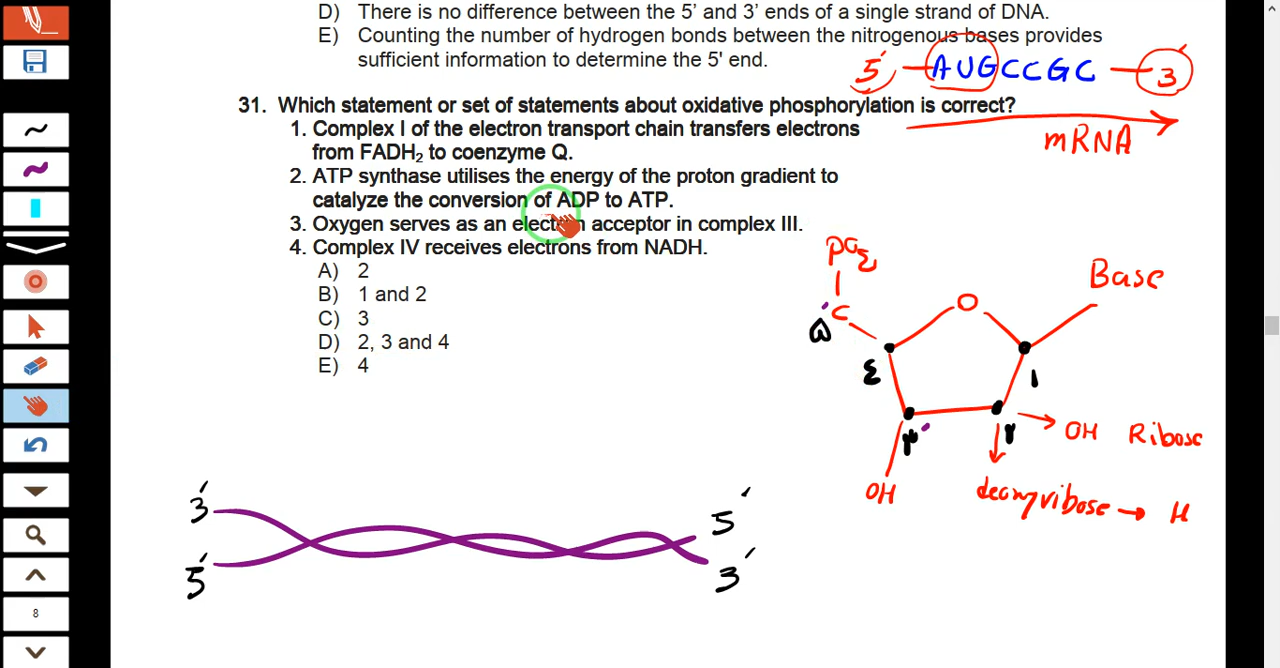 D) There is no difference between the 5’ and 3’ ends of a single strand of DNA.
E) Counting the number of hydrogen bonds between the nitrogenous bases provides
sufficient information to determine the 5' end.
5' AUGCCGC 3'
mRNA
31. Which statement or set of statements about oxidative phosphorylation is correct?
1. Complex I of the electron transport chain transfers electrons
from FADH₂ to coenzyme Q.
2. ATP synthase utilises the energy of the proton gradient to
catalyze the conversion of ADP to ATP.
3. Oxygen serves as an electron acceptor in complex III.
4. Complex IV receives electrons from NADH.
A) 2
B) 1 and 2
C) 3
D) 2, 3 and 4
E) 4
Base
O
C
OH Ribose
OH
deoxyribose → H
3' 5'
5' 3'
8